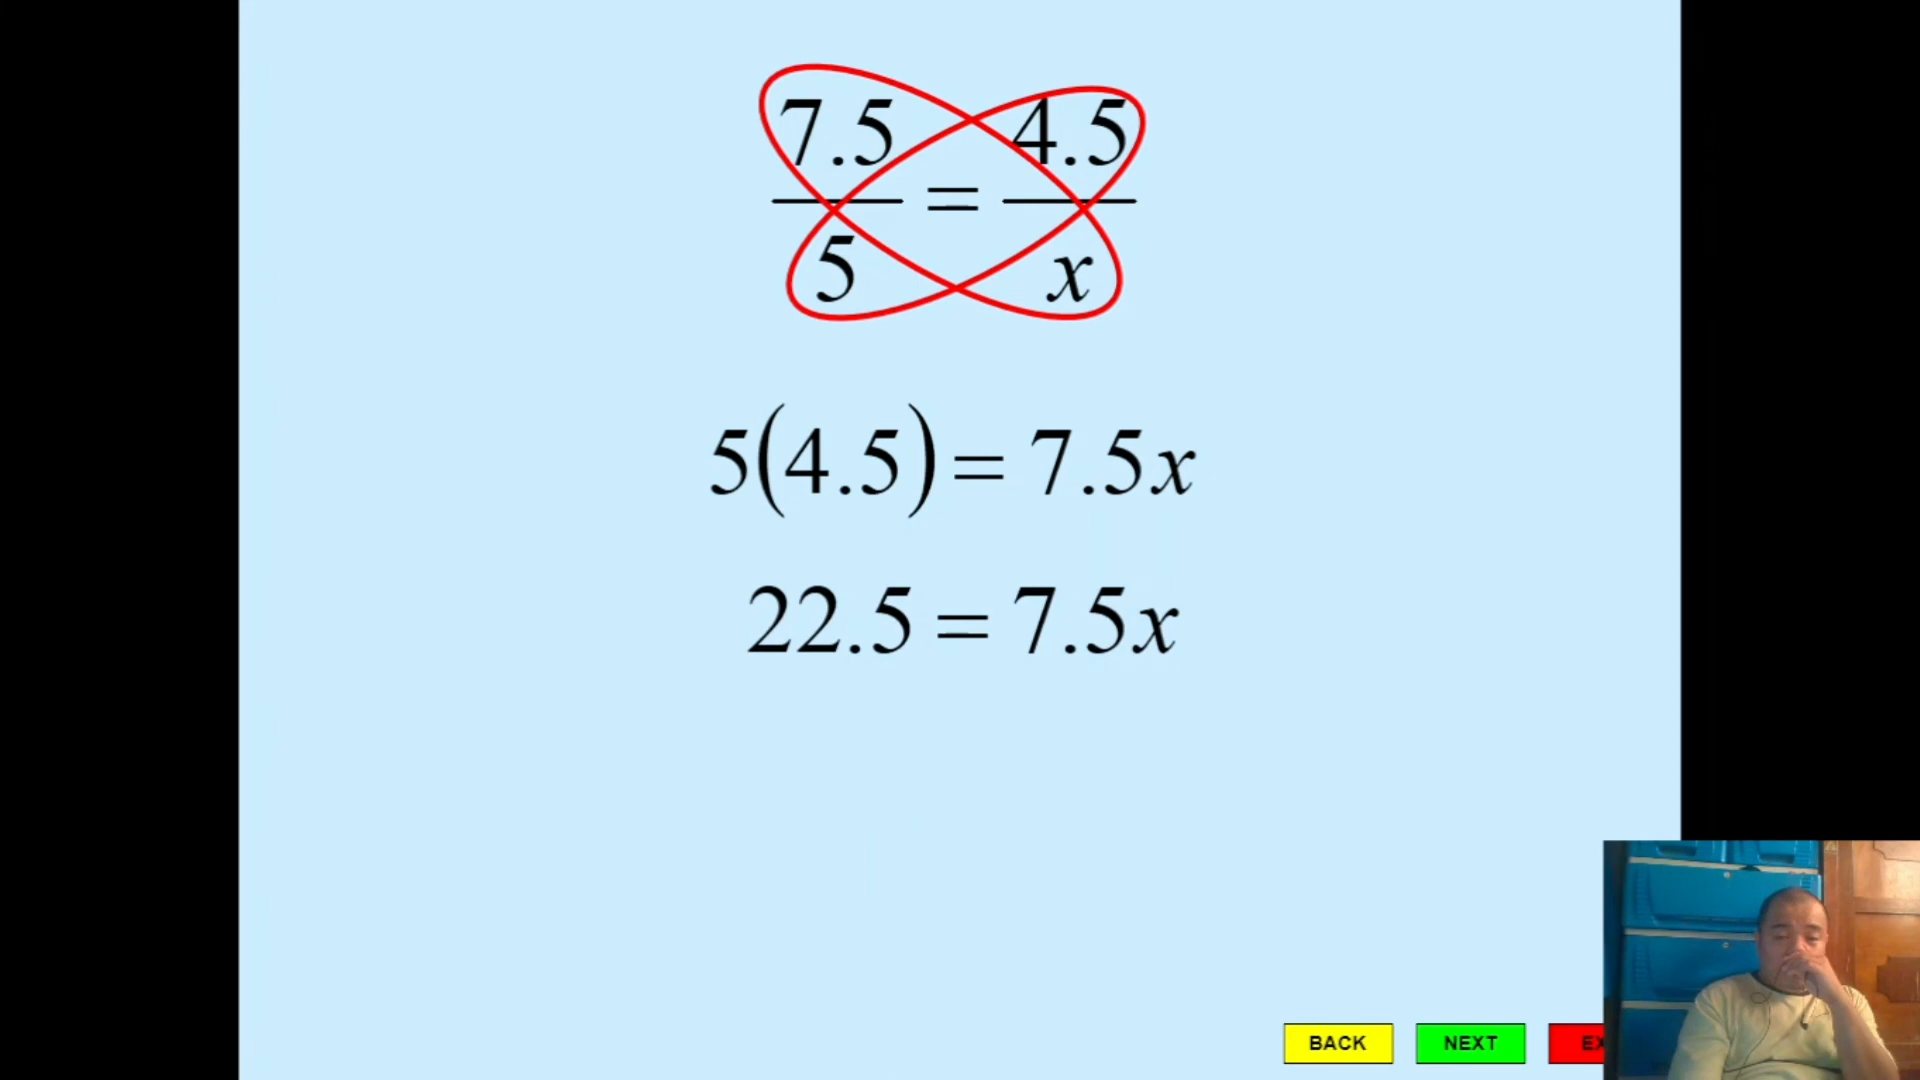 7.5/5 = 4.5/x
5(4.5) = 7.5x
22.5 = 7.5x
BACK NEXT